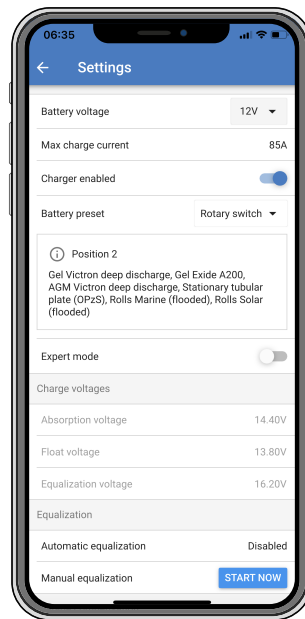 06:35
← Settings
Battery voltage 12V
Max charge current 85A
Charger enabled
Battery preset Rotary switch
Position 2
Gel Victron deep discharge, Gel Exide A200,
AGM Victron deep discharge, Stationary tubular
plate (OPzS), Rolls Marine (flooded), Rolls Solar
(flooded)
Expert mode
Charge voltages
Absorption voltage 14.40V
Float voltage 13.80V
Equalization voltage 16.20V
Equalization
Automatic equalization Disabled
Manual equalization START NOW